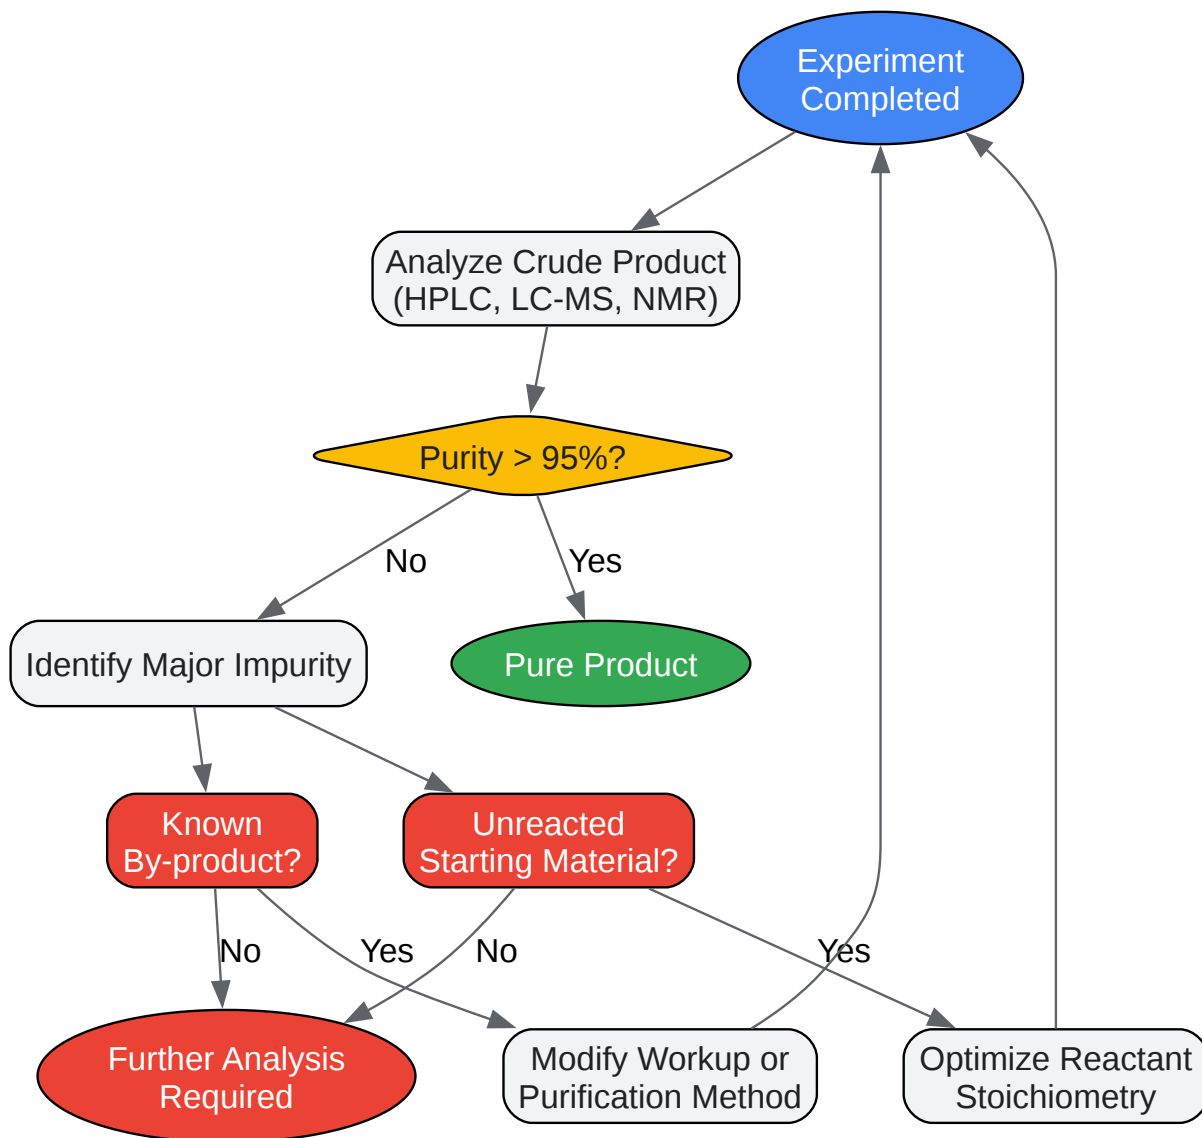 Experiment
Completed
Analyze Crude Product
(HPLC, LC-MS, NMR)
Purity > 95%?
No
Yes
Identify Major Impurity
Pure Product
Known
By-product?
Unreacted
Starting Material?
No
Yes
No
Yes
Further Analysis
Required
Modify Workup or
Purification Method
Optimize Reactant
Stoichiometry